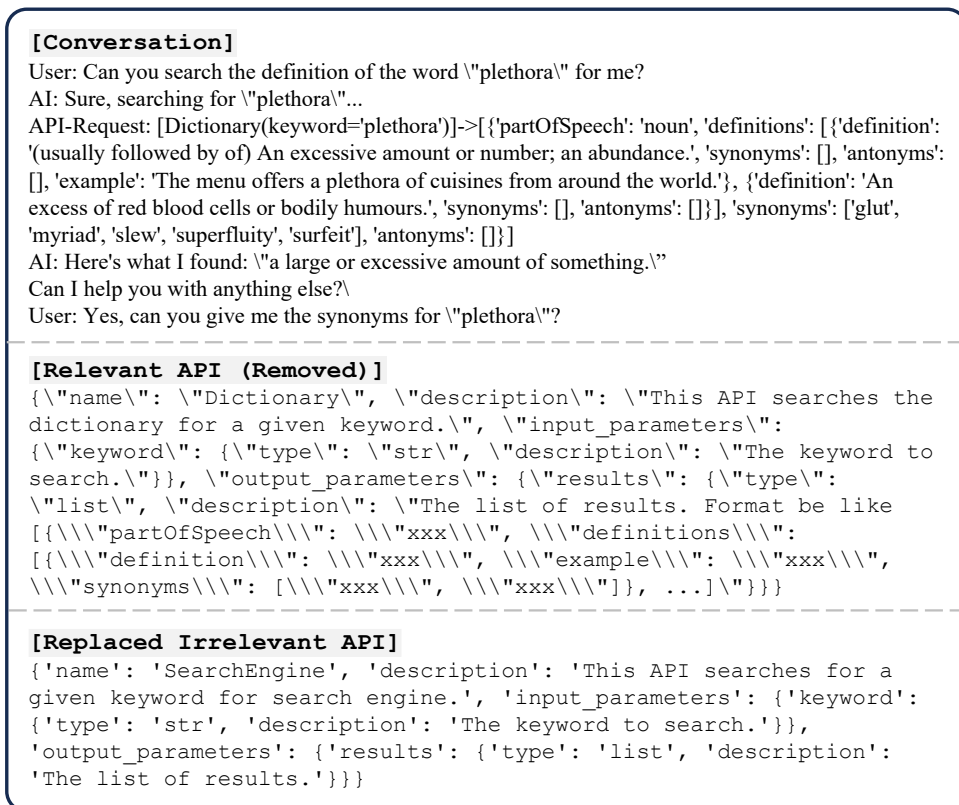 [Conversation]
User: Can you search the definition of the word \"plethora\" for me?
AI: Sure, searching for \"plethora\"...
API-Request: [Dictionary(keyword='plethora')]->[{'partOfSpeech': 'noun', 'definitions': [{'definition':
'(usually followed by of) An excessive amount or number; an abundance.', 'synonyms': [], 'antonyms':
[], 'example': 'The menu offers a plethora of cuisines from around the world.'}, {'definition': 'An
excess of red blood cells or bodily humours.', 'synonyms': [], 'antonyms': []}], 'synonyms': ['glut',
'myriad', 'slew', 'superfluity', 'surfeit'], 'antonyms': []}]
AI: Here's what I found: \"a large or excessive amount of something.\”
Can I help you with anything else?\
User: Yes, can you give me the synonyms for \"plethora\"?
[Relevant API (Removed)]
{\"name\": \"Dictionary\", \"description\": \"This API searches the
dictionary for a given keyword.\", \"input_parameters\":
{\"keyword\": {\"type\": \"str\", \"description\": \"The keyword to
search.\"}}, \"output_parameters\": {\"results\": {\"type\":
\"list\", \"description\": \"The list of results. Format be like
[{\\\"partOfSpeech\\\": \\\"xxx\\\", \\\"definitions\\\":
[{\\\"definition\\\": \\\"xxx\\\", \\\"example\\\": \\\"xxx\\\",
\\\"synonyms\\\": [\\\"xxx\\\", \\\"xxx\\\"]}, ...]\"}}}
[Replaced Irrelevant API]
{'name': 'SearchEngine', 'description': 'This API searches for a
given keyword for search engine.', 'input_parameters': {'keyword':
{'type': 'str', 'description': 'The keyword to search.'}},
'output_parameters': {'results': {'type': 'list', 'description':
'The list of results.'}}}